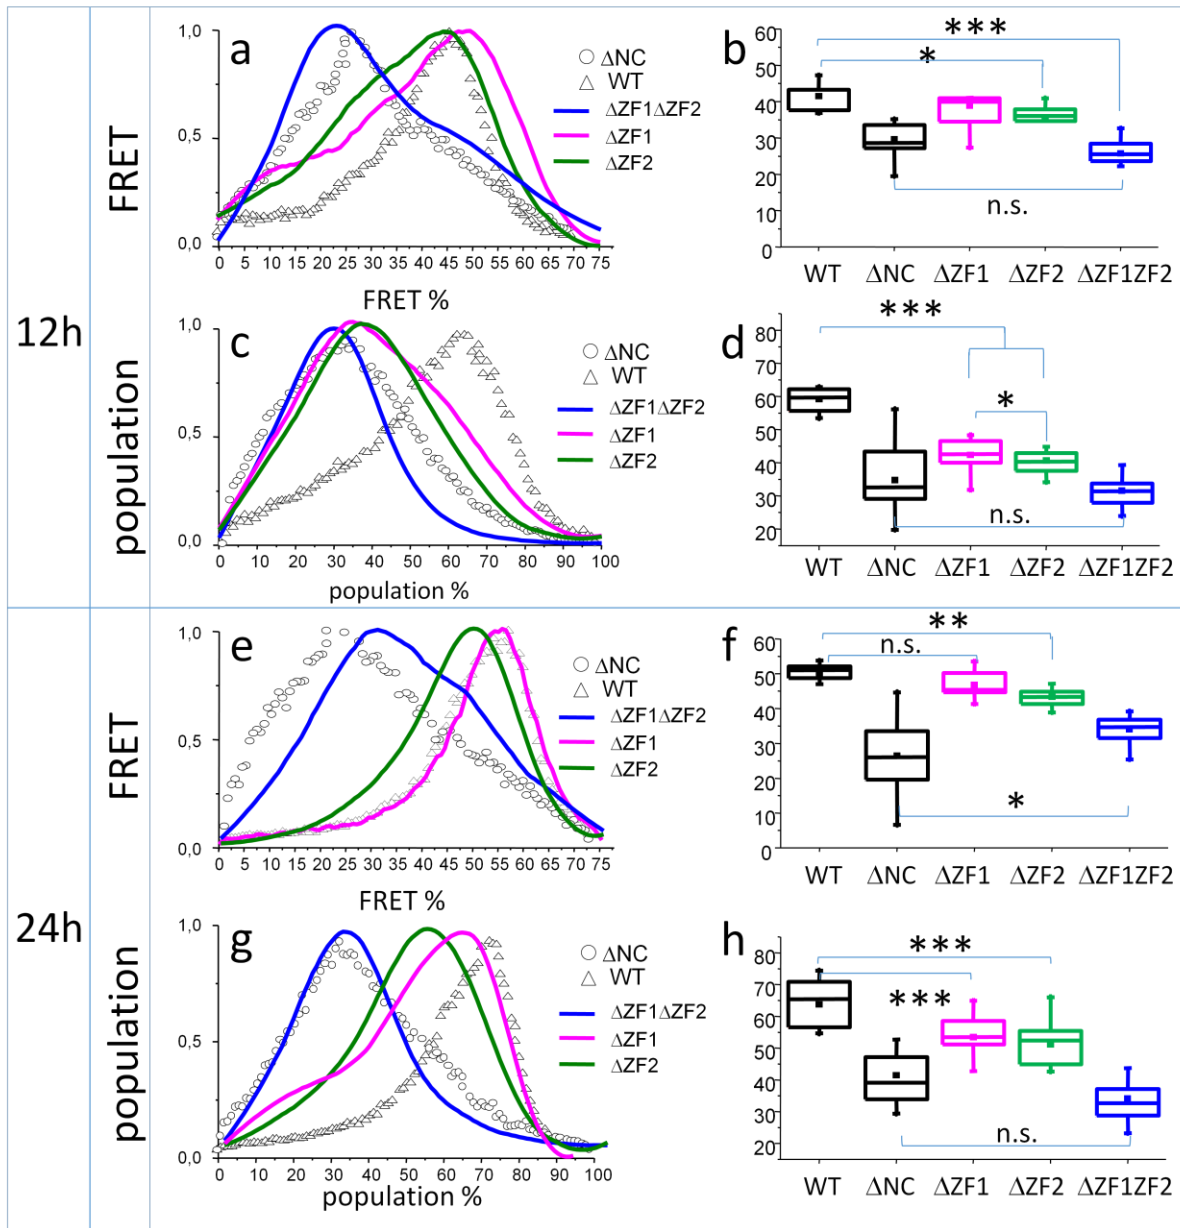 12h
FRET
a
1,0
0,5
0,0
0 5 10 15 20 25 30 35 40 45 50 55 60 65 70 75
FRET %
ΔNC
WT
ΔZF1ΔZF2
ΔZF1
ΔZF2
b
60
50
40
30
20
10
0
***
*
n.s.
WT ΔNC ΔZF1 ΔZF2 ΔZF1ZF2
population
c
1,0
0,5
0,0
0 10 20 30 40 50 60 70 80 90 100
population %
ΔNC
WT
ΔZF1ΔZF2
ΔZF1
ΔZF2
d
80
70
60
50
40
30
20
***
*
n.s.
WT ΔNC ΔZF1 ΔZF2 ΔZF1ZF2
24h
FRET
e
1,0
0,5
0,0
0 5 10 15 20 25 30 35 40 45 50 55 60 65 70 75
FRET %
ΔNC
WT
ΔZF1ΔZF2
ΔZF1
ΔZF2
f
60
50
40
30
20
10
0
**
n.s.
*
WT ΔNC ΔZF1 ΔZF2 ΔZF1ZF2
population
g
1,0
0,5
0,0
0 10 20 30 40 50 60 70 80 90 100
population %
ΔNC
WT
ΔZF1ΔZF2
ΔZF1
ΔZF2
h
80
70
60
50
40
30
20
***
***
n.s.
WT ΔNC ΔZF1 ΔZF2 ΔZF1ZF2